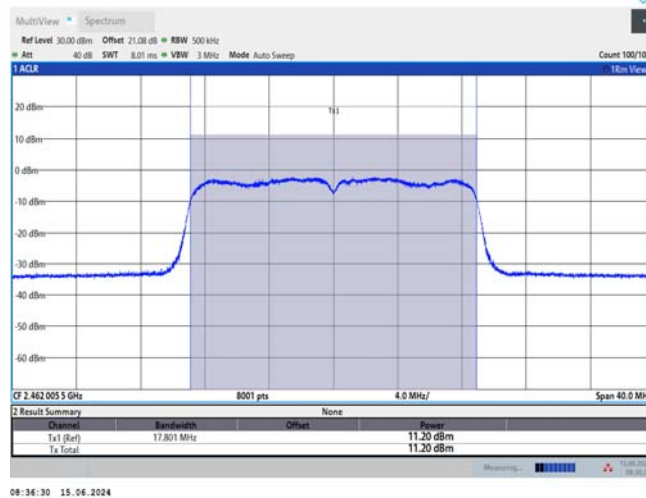 MultiView Spectrum
Ref Level 30.00 dBm Offset 21.08 dB RBW 500 kHz
Att 40 dB SWT 8.01 ms VBW 3 MHz Mode Auto Sweep Count 100/10
1 ACLR 1Rm View
Tx1
20 dBm
10 dBm
0 dBm
-10 dBm
-20 dBm
-30 dBm
-40 dBm
-50 dBm
-60 dBm
CF 2.462 005 5 GHz 8001 pts 4.0 MHz/ Span 40.0 MH
2 Result Summary None
Channel Bandwidth Offset Power
Tx1 (Ref) 17.801 MHz 11.20 dBm
Tx Total 11.20 dBm
Measuring...
08:36:30 15.06.2024